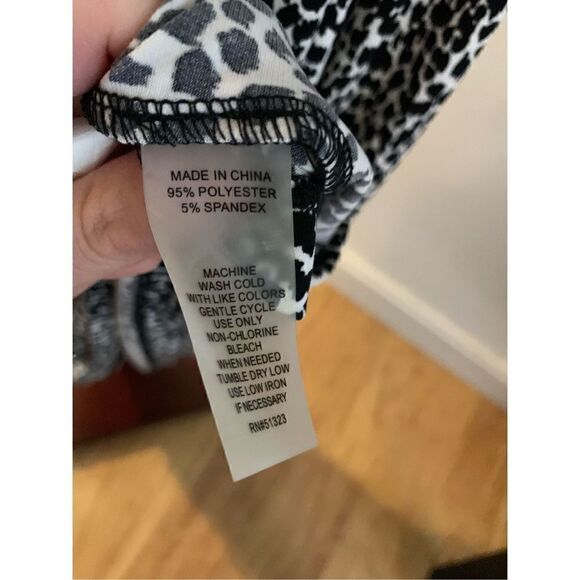 MADE IN CHINA
95% POLYESTER
5% SPANDEX
MACHINE
WASH COLD
WITH LIKE COLORS
GENTLE CYCLE
USE ONLY
NON-CHLORINE
BLEACH
WHEN NEEDED
TUMBLE DRY LOW
USE LOW IRON
IF NECESSARY
RN#51323